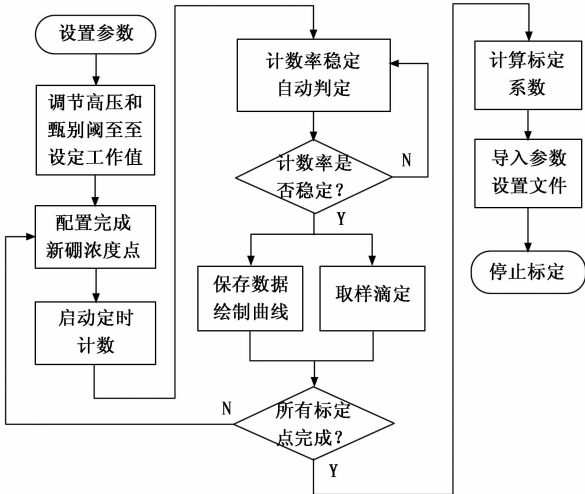 设置参数
调节高压和
甄别阈至至
设定工作值
配置完成
新硼浓度点
启动定时
计数
计数率稳定
自动判定
计数率是
否稳定？
N
Y
保存数据
绘制曲线
取样滴定
所有标定
点完成？
N
Y
计算标定
系数
导入参数
设置文件
停止标定